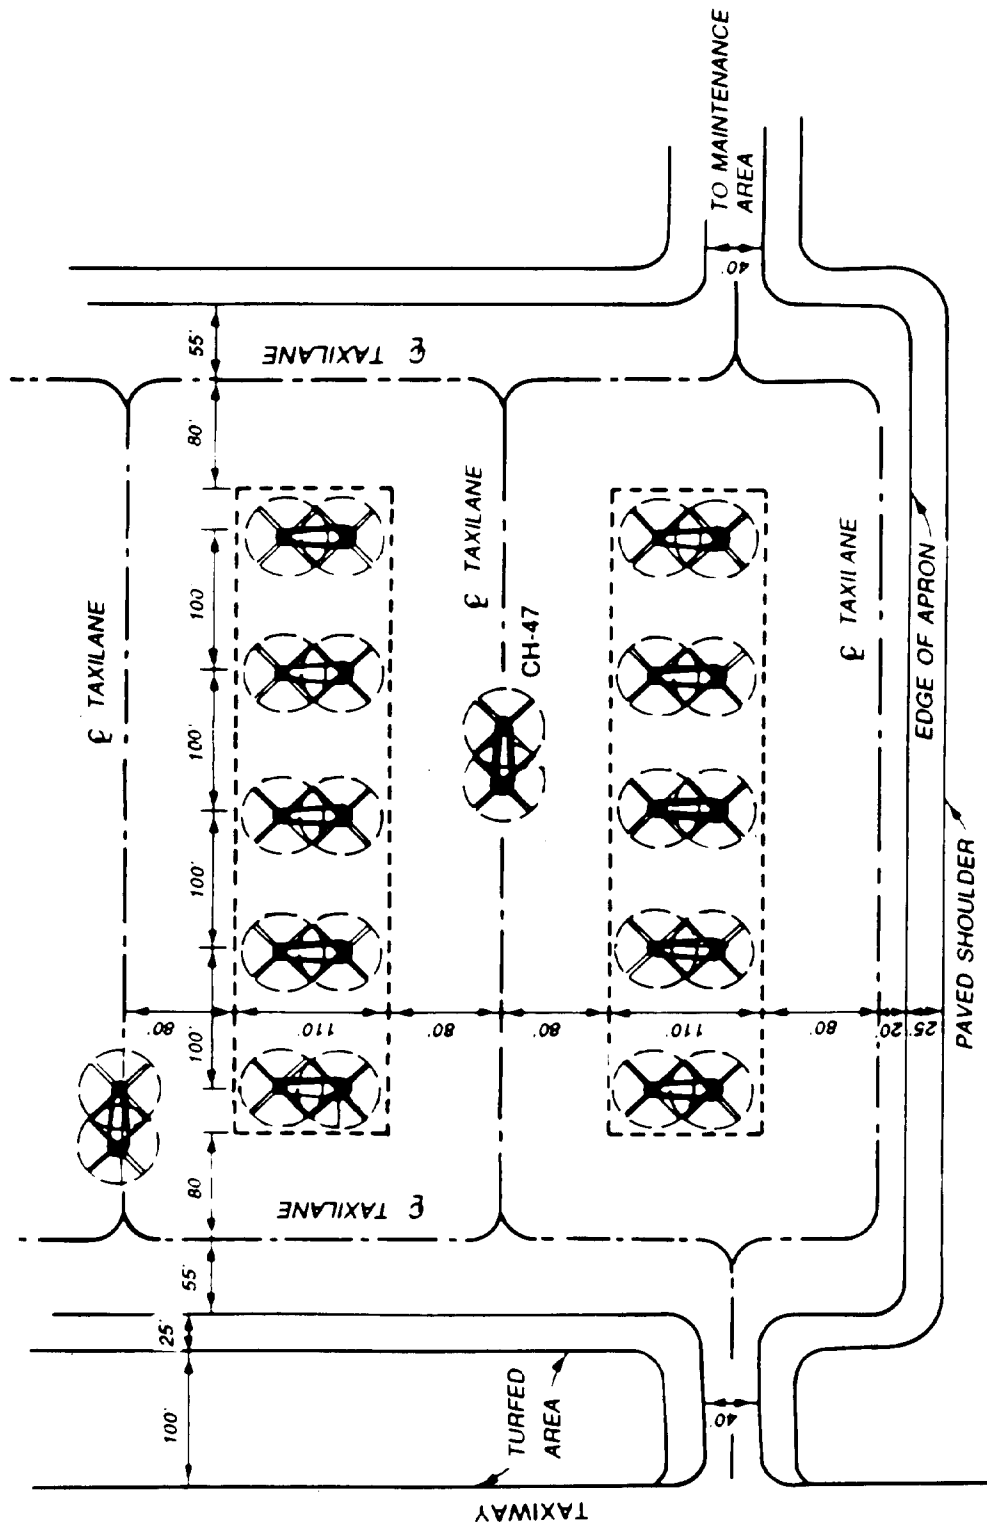 TO MAINTENANCE
AREA
40'
55'
℄ TAXILANE
80'
100'
100'
100'
100'
80
55'
25'
100'
℄ TAXILANE
℄ TAXILANE
℄ TAXILANE
℄ TAXILANE
CH-47
80'
110'
80'
80'
110'
80'
20'
25'
EDGE OF APRON
PAVED SHOULDER
TURFED
AREA
40'
TAXIWAY